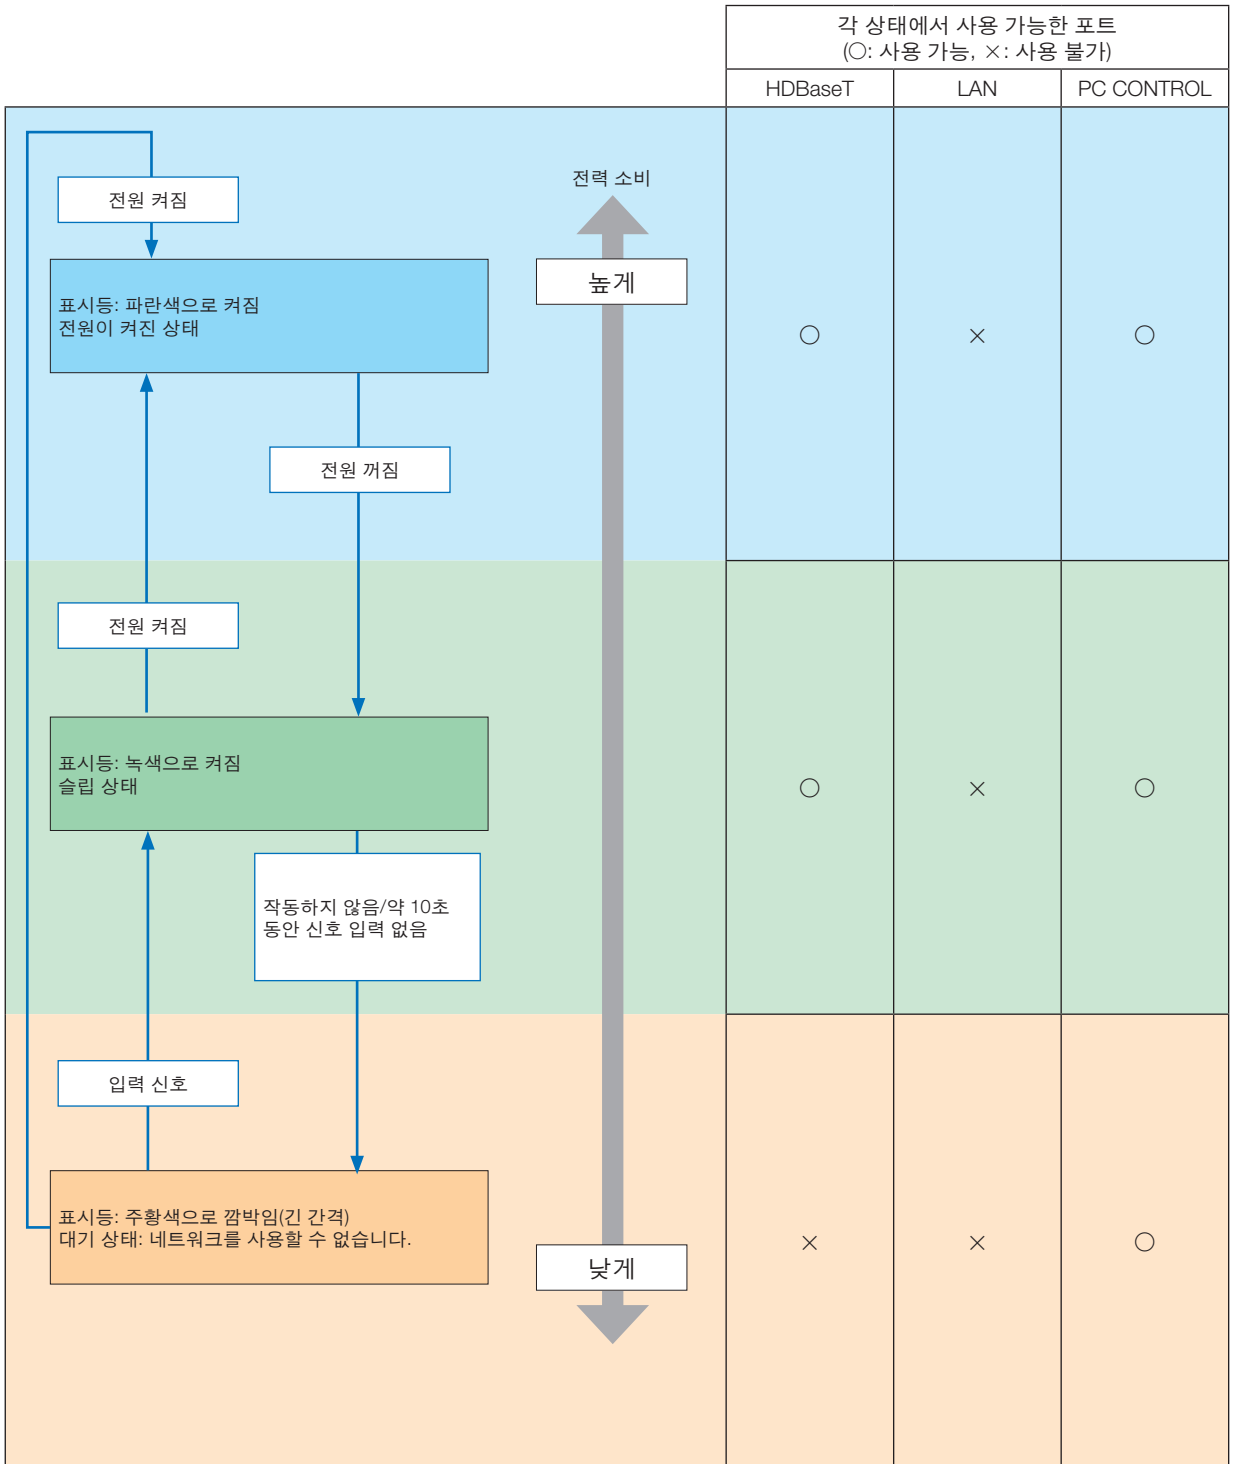 각 상태에서 사용 가능한 포트
(○: 사용 가능, ×: 사용 불가)
HDBaseT
LAN
PC CONTROL
전원 켜짐
전력 소비
높게
표시등: 파란색으로 켜짐
전원이 켜진 상태
○
×
○
전원 꺼짐
전원 켜짐
표시등: 녹색으로 켜짐
슬립 상태
○
×
○
작동하지 않음/약 10초
동안 신호 입력 없음
입력 신호
표시등: 주황색으로 깜박임(긴 간격)
대기 상태: 네트워크를 사용할 수 없습니다.
낮게
×
×
○